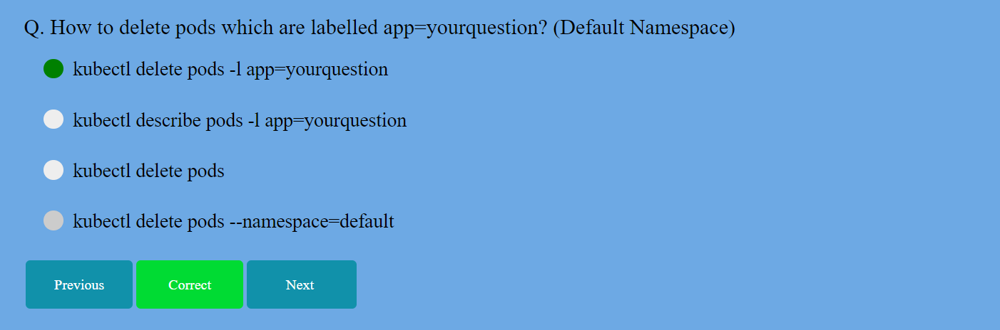 Q. How to delete pods which are labelled app=yourquestion? (Default Namespace)
kubectl delete pods -l app=yourquestion
kubectl describe pods -l app=yourquestion
kubectl delete pods
kubectl delete pods --namespace=default
Previous Correct Next